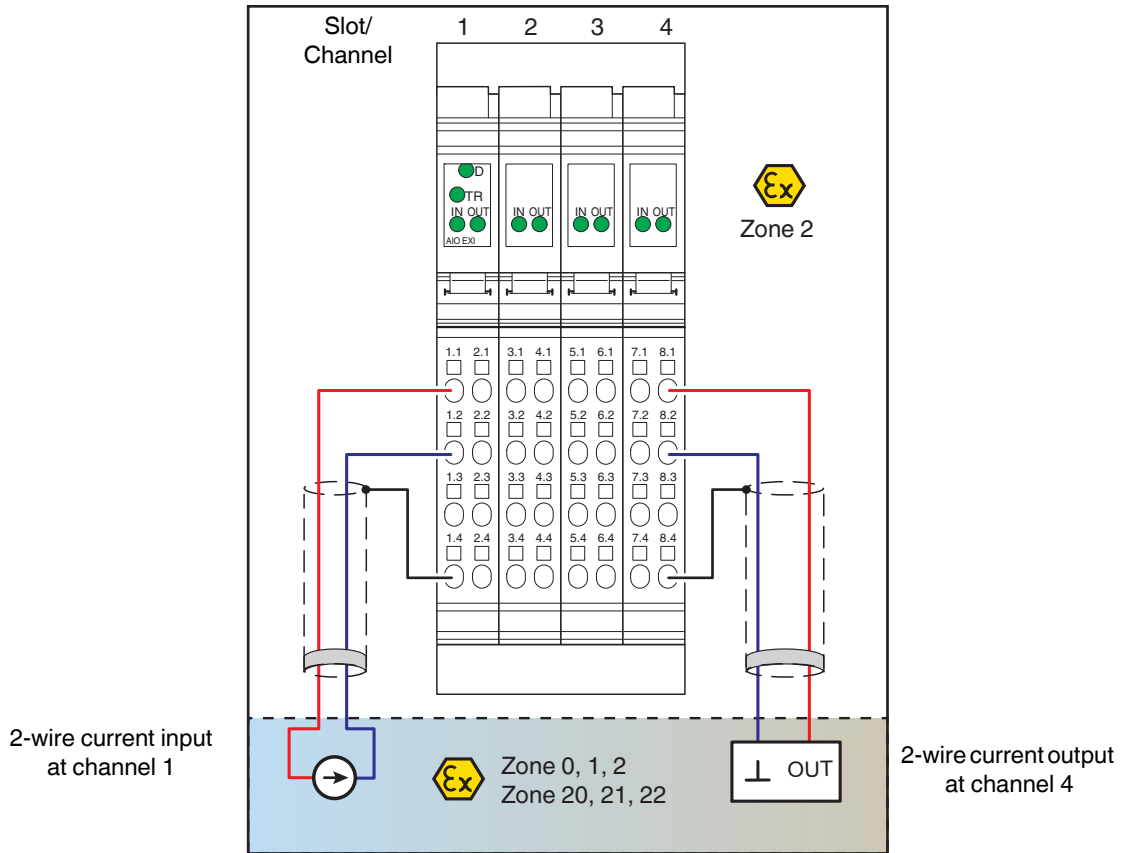 Slot/
Channel
1 2 3 4
D
TR
IN OUT IN OUT IN OUT IN OUT
AIO EXI
Ex
Zone 2
1.1 2.1 3.1 4.1 5.1 6.1 7.1 8.1
1.2 2.2 3.2 4.2 5.2 6.2 7.2 8.2
1.3 2.3 3.3 4.3 5.3 6.3 7.3 8.3
1.4 2.4 3.4 4.4 5.4 6.4 7.4 8.4
2-wire current input
at channel 1
Ex
Zone 0, 1, 2
Zone 20, 21, 22
OUT
2-wire current output
at channel 4